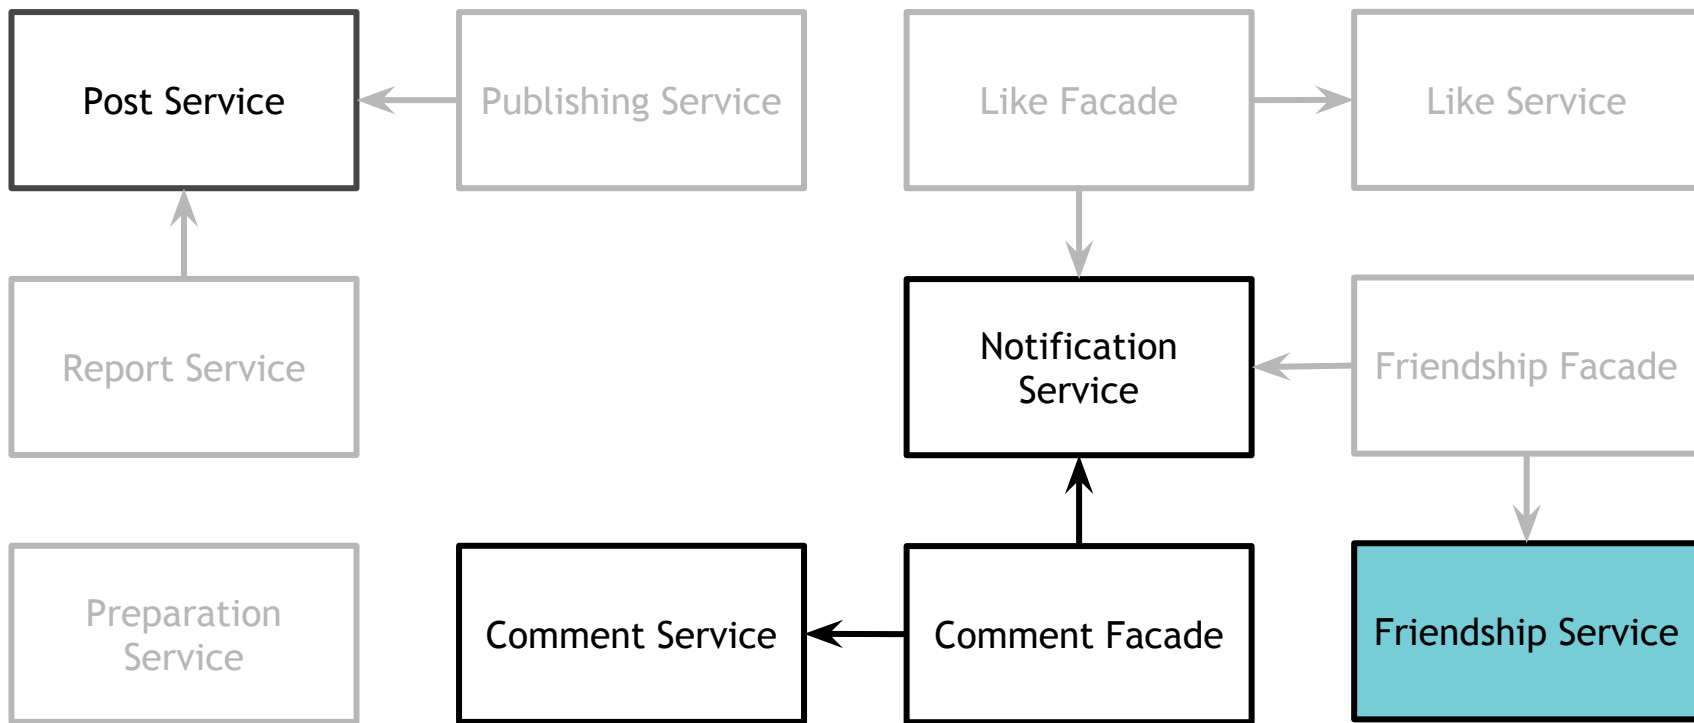 Post Service
Publishing Service
Like Facade
Like Service
Report Service
Notification
Service
Friendship Facade
Preparation
Service
Comment Service
Comment Facade
Friendship Service